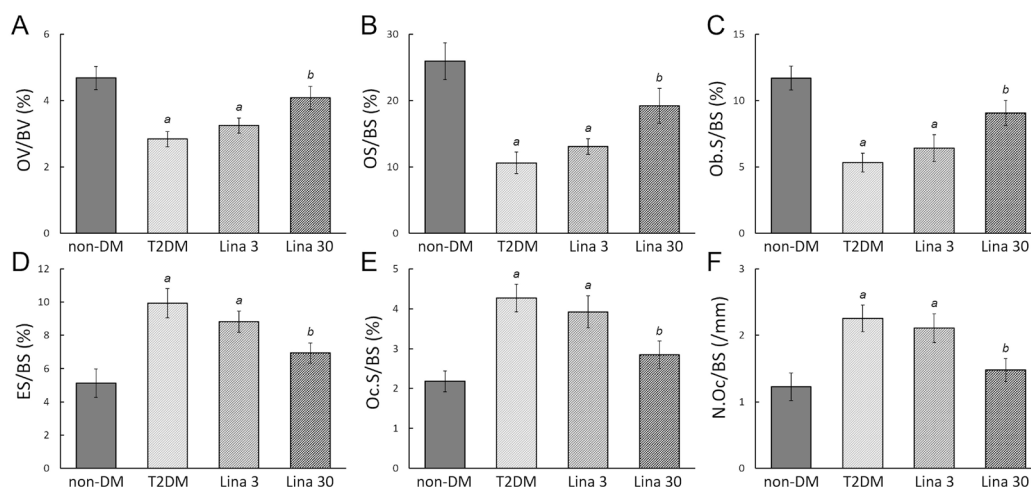 A
OV/BV (%)
6
4
2
0
a
a
b
non-DM T2DM Lina 3 Lina 30
B
OS/BS (%)
30
20
10
0
a
a
b
non-DM T2DM Lina 3 Lina 30
C
Ob.S/BS (%)
15
10
5
0
a
a
b
non-DM T2DM Lina 3 Lina 30
D
ES/BS (%)
12
10
8
6
4
2
0
a
a
b
non-DM T2DM Lina 3 Lina 30
E
Oc.S/BS (%)
5
4
3
2
1
0
a
a
b
non-DM T2DM Lina 3 Lina 30
F
N.Oc/BS (/mm)
3
2
1
0
a
a
b
non-DM T2DM Lina 3 Lina 30